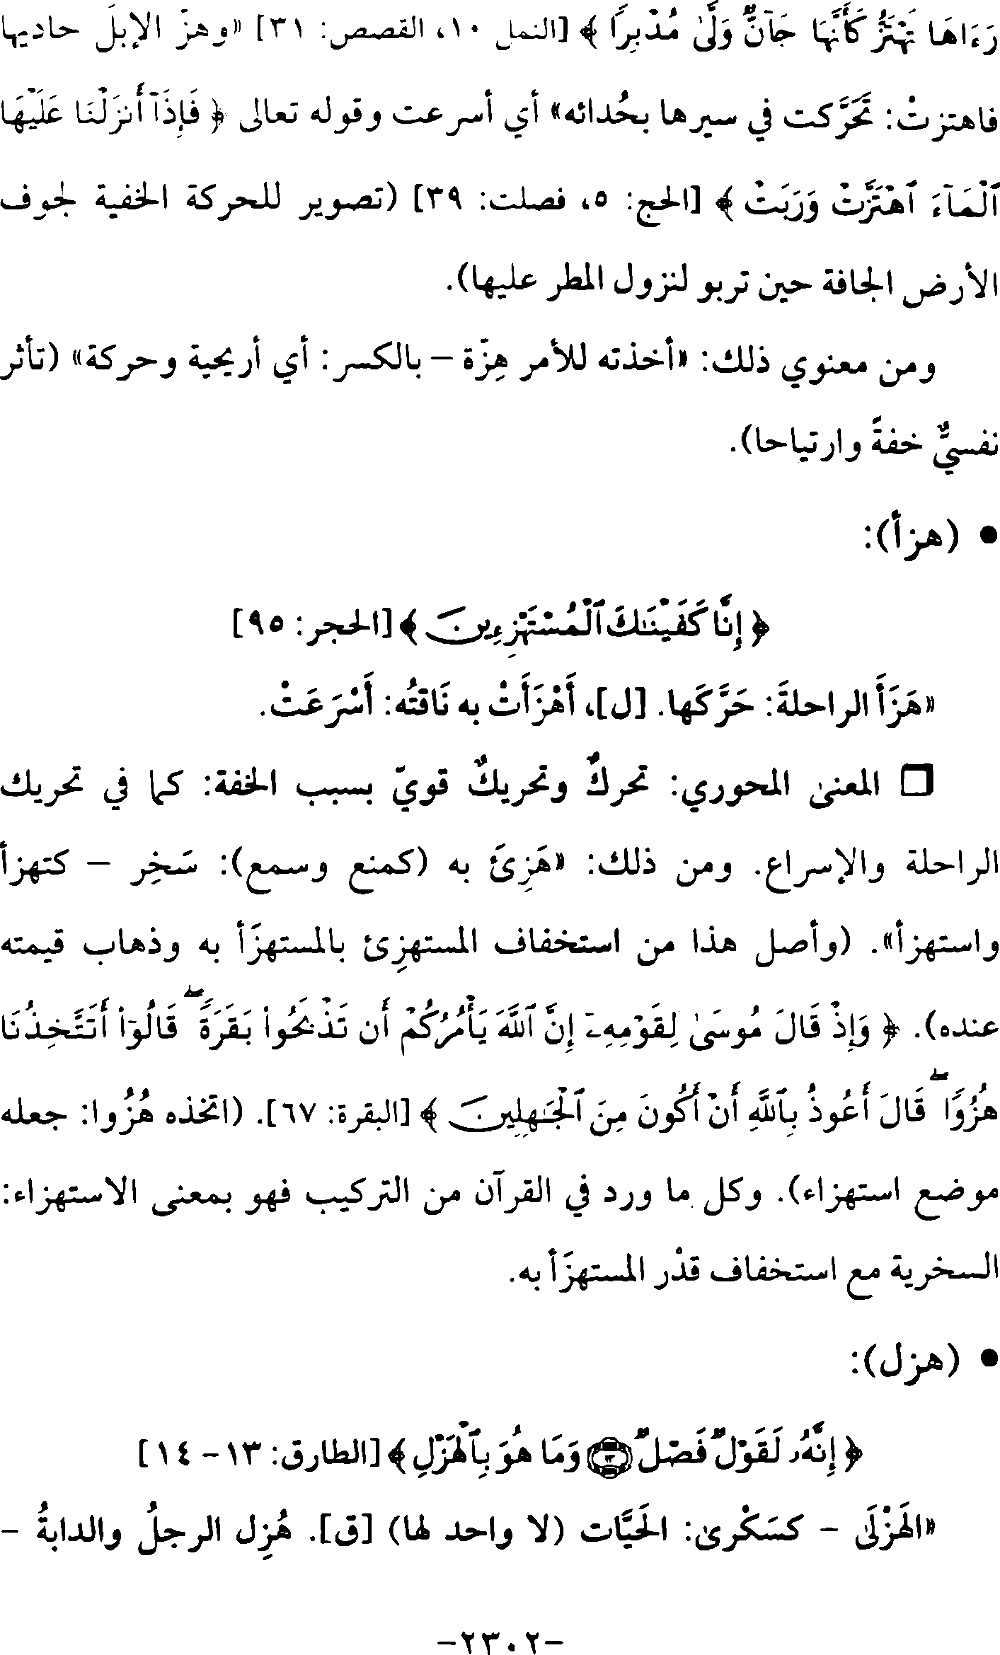 رَءَاهَا تَهْتَزُّ كَأَنَّهَا جَآنٌّ وَلَّىٰ مُدْبِرًا ﴾ [النمل ١٠، القصص: ٣١] «وهزّ الإبلَ حاديها
فاهتزتْ: تَحَرَّكت في سيرها بحُدائه» أي أسرعت وقوله تعالى ﴿ فَإِذَآ أَنزَلْنَا عَلَيْهَا
ٱلْمَآءَ ٱهْتَزَّتْ وَرَبَتْ ﴾ [الحج: ٥، فصلت: ٣٩] (تصوير للحركة الخفية لجوف
الأرض الجافة حين تربو لنزول المطر عليها).
ومن معنوي ذلك: «أخذته للأمر هِزّة – بالكسر: أي أريحية وحركة» (تأثر
نفسيٌّ خفةً وارتياحا).
• (هزأ):
﴿ إِنَّا كَفَيْنَـٰكَ ٱلْمُسْتَهْزِءِينَ ﴾ [الحجر: ٩٥]
«هَزَأَ الراحلةَ: حَرَّكها. [ل]، أَهْزَأَتْ به نَاقتُه: أَسْرَعَتْ.
□ المعنى المحوري: تحركٌ وتحريكٌ قويّ بسبب الخفة: كما في تحريك
الراحلة والإسراع. ومن ذلك: «هَزِئَ به (كمنع وسمع): سَخِر – كتهزأ
واستهزأ». (وأصل هذا من استخفاف المستهزِئ بالمستهزَأ به وذهاب قيمته
عنده). ﴿ وَإِذْ قَالَ مُوسَىٰ لِقَوْمِهِۦٓ إِنَّ ٱللَّهَ يَأْمُرُكُمْ أَن تَذْبَحُوا۟ بَقَرَةً ۖ قَالُوٓا۟ أَتَتَّخِذُنَا
هُزُوًا ۖ قَالَ أَعُوذُ بِٱللَّهِ أَنْ أَكُونَ مِنَ ٱلْجَـٰهِلِينَ ﴾ [البقرة: ٦٧]. (اتخذه هُزُوا: جعله
موضع استهزاء). وكل ما ورد في القرآن من التركيب فهو بمعنى الاستهزاء:
السخرية مع استخفاف قدْر المستهزَأ به.
• (هزل):
﴿ إِنَّهُۥ لَقَوْلٌ فَصْلٌ ۝١٣ وَمَا هُوَ بِٱلْهَزْلِ ﴾ [الطارق: ١٣ - ١٤]
«الهَزْلَى – كسَكْرىٰ: الحَيَّات (لا واحد لها) [ق]. هُزِل الرجلُ والدابةُ –
-٢٣٠٢-